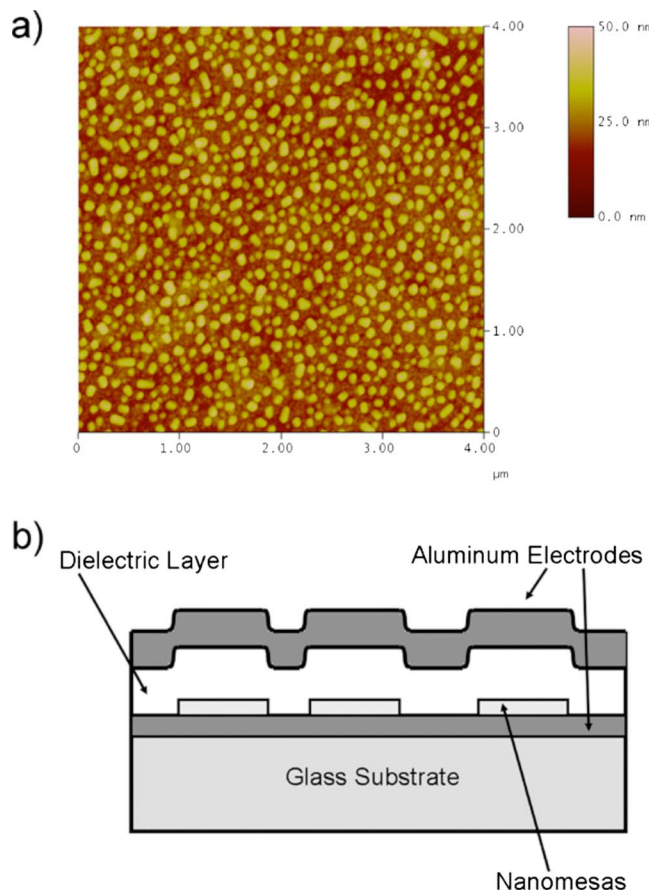 a)
4.00
3.00
2.00
1.00
0
0
1.00
2.00
3.00
4.00
µm
50.0 nm
25.0 nm
0.0 nm
b)
Dielectric Layer
Aluminum Electrodes
Glass Substrate
Nanomesas